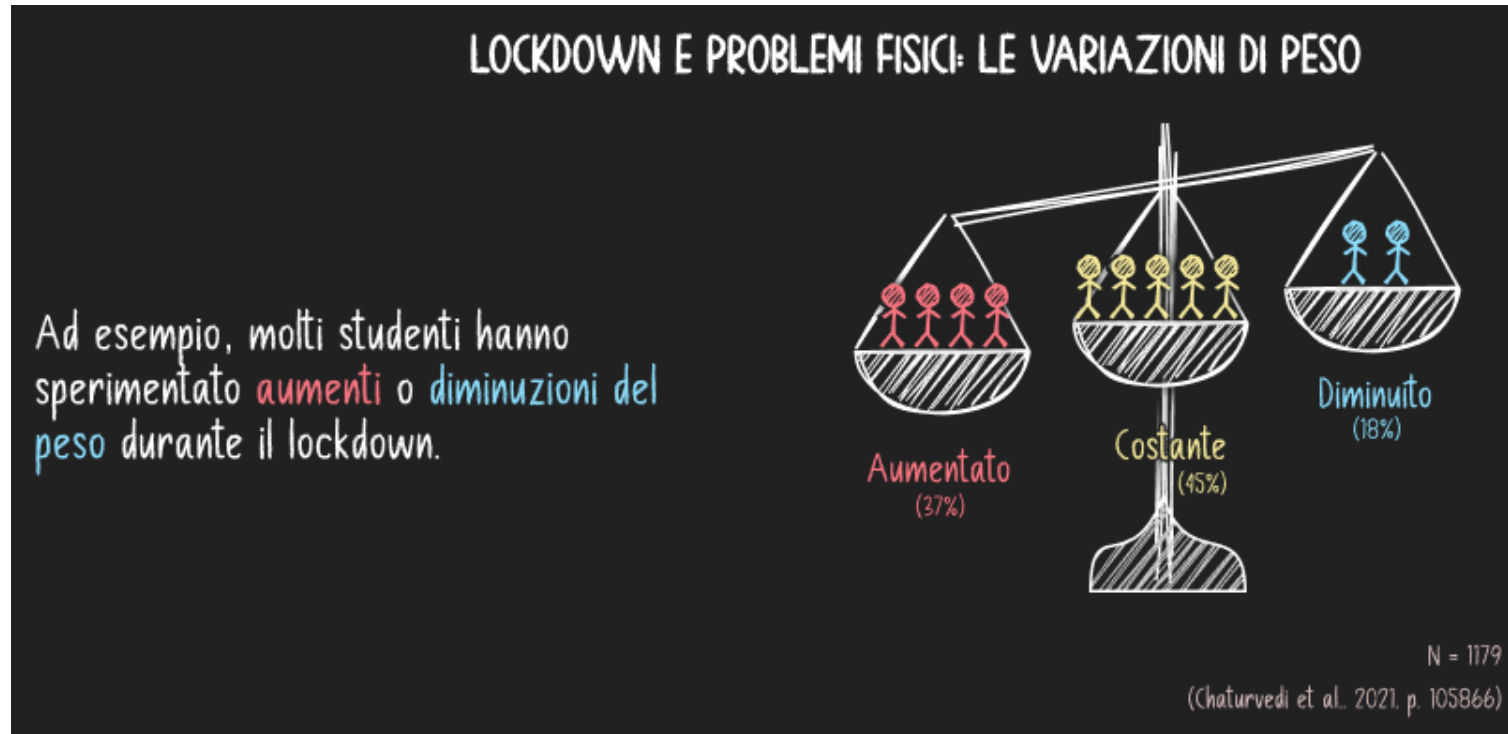 LOCKDOWN E PROBLEMI FISICI: LE VARIAZIONI DI PESO
Ad esempio, molti studenti hanno
sperimentato aumenti o diminuzioni del
peso durante il lockdown.
Aumentato
(37%)
Costante
(45%)
Diminuito
(18%)
N = 1179
(Chaturvedi et al., 2021, p. 105866)